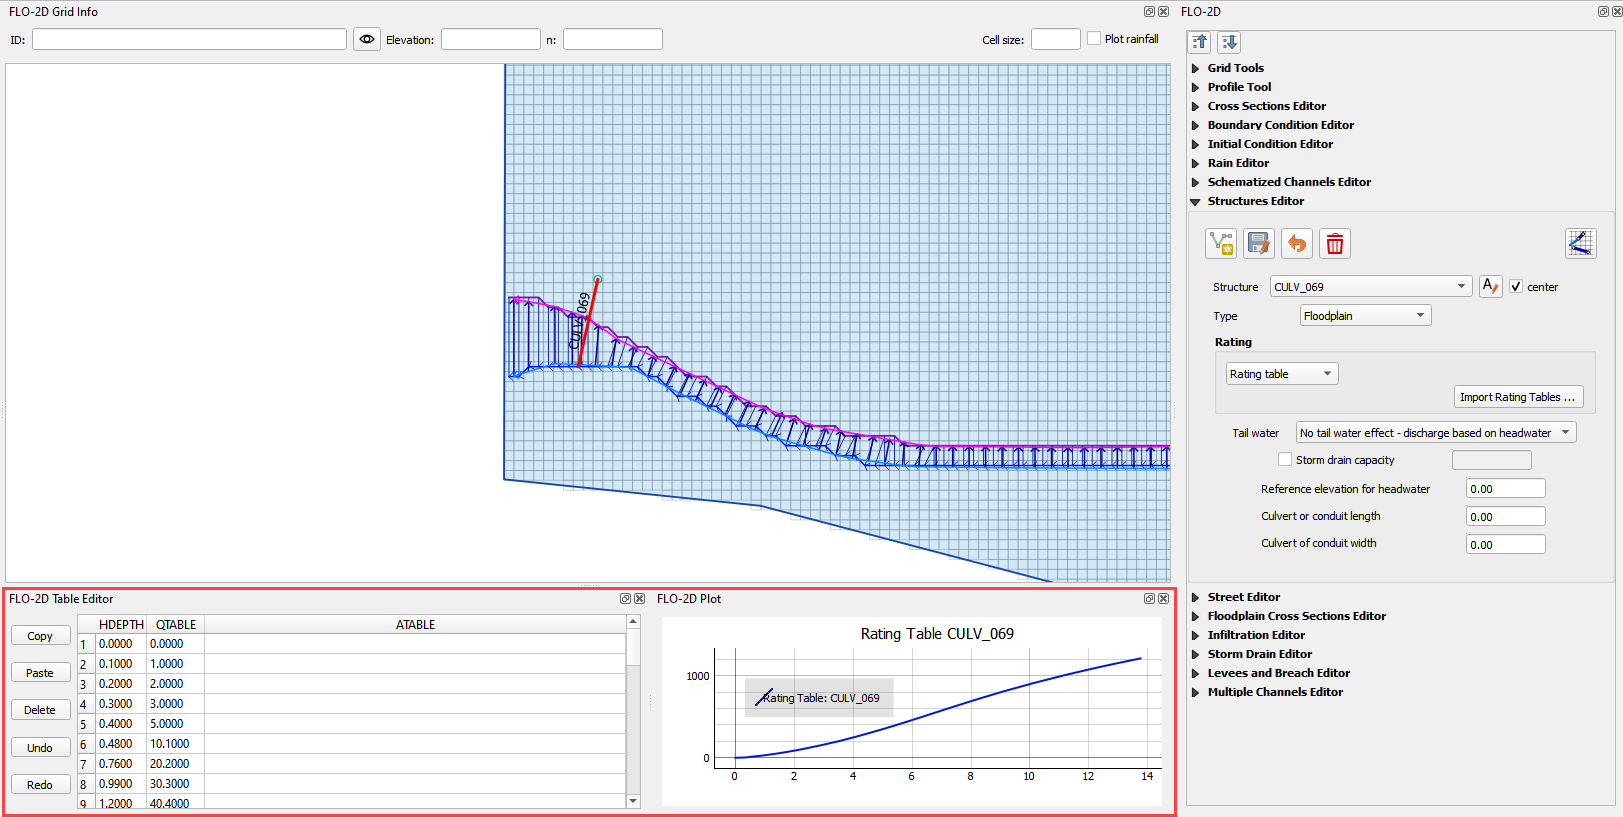 FLO-2D Grid Info
ID:
Elevation:
n:
Cell size:
Plot rainfall
CULV_069
FLO-2D Table Editor
Copy
Paste
Delete
Undo
Redo
HDEPTH QTABLE ATABLE
1 0.0000 0.0000
2 0.1000 1.0000
3 0.2000 2.0000
4 0.3000 3.0000
5 0.4000 5.0000
6 0.4800 10.1000
7 0.7600 20.2000
8 0.9900 30.3000
9 1.2000 40.4000
FLO-2D Plot
Rating Table CULV_069
1000
Rating Table: CULV_069
0
0 2 4 6 8 10 12 14
FLO-2D
Grid Tools
Profile Tool
Cross Sections Editor
Boundary Condition Editor
Initial Condition Editor
Rain Editor
Schematized Channels Editor
Structures Editor
Structure CULV_069 A center
Type Floodplain
Rating
Rating table
Import Rating Tables ...
Tail water No tail water effect - discharge based on headwater
Storm drain capacity
Reference elevation for headwater 0.00
Culvert or conduit length 0.00
Culvert of conduit width 0.00
Street Editor
Floodplain Cross Sections Editor
Infiltration Editor
Storm Drain Editor
Levees and Breach Editor
Multiple Channels Editor